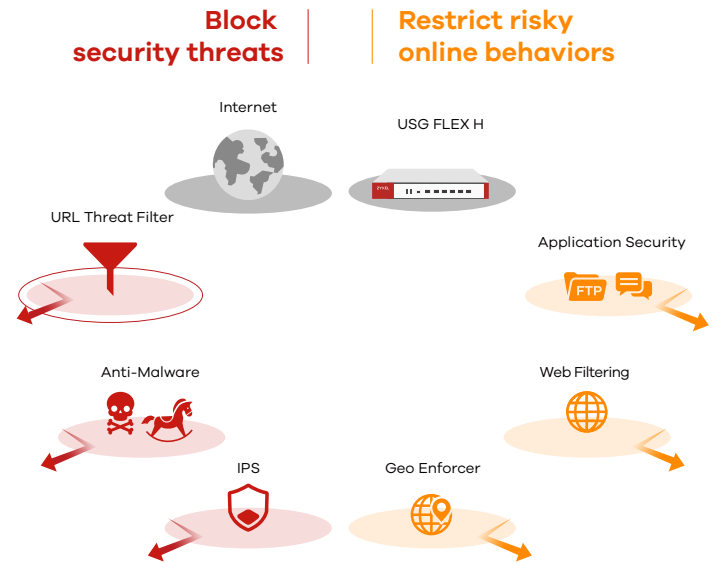 Block
security threats
Restrict risky
online behaviors
Internet
USG FLEX H
ZYXEL
URL Threat Filter
Application Security
FTP
Anti-Malware
Web Filtering
IPS
Geo Enforcer